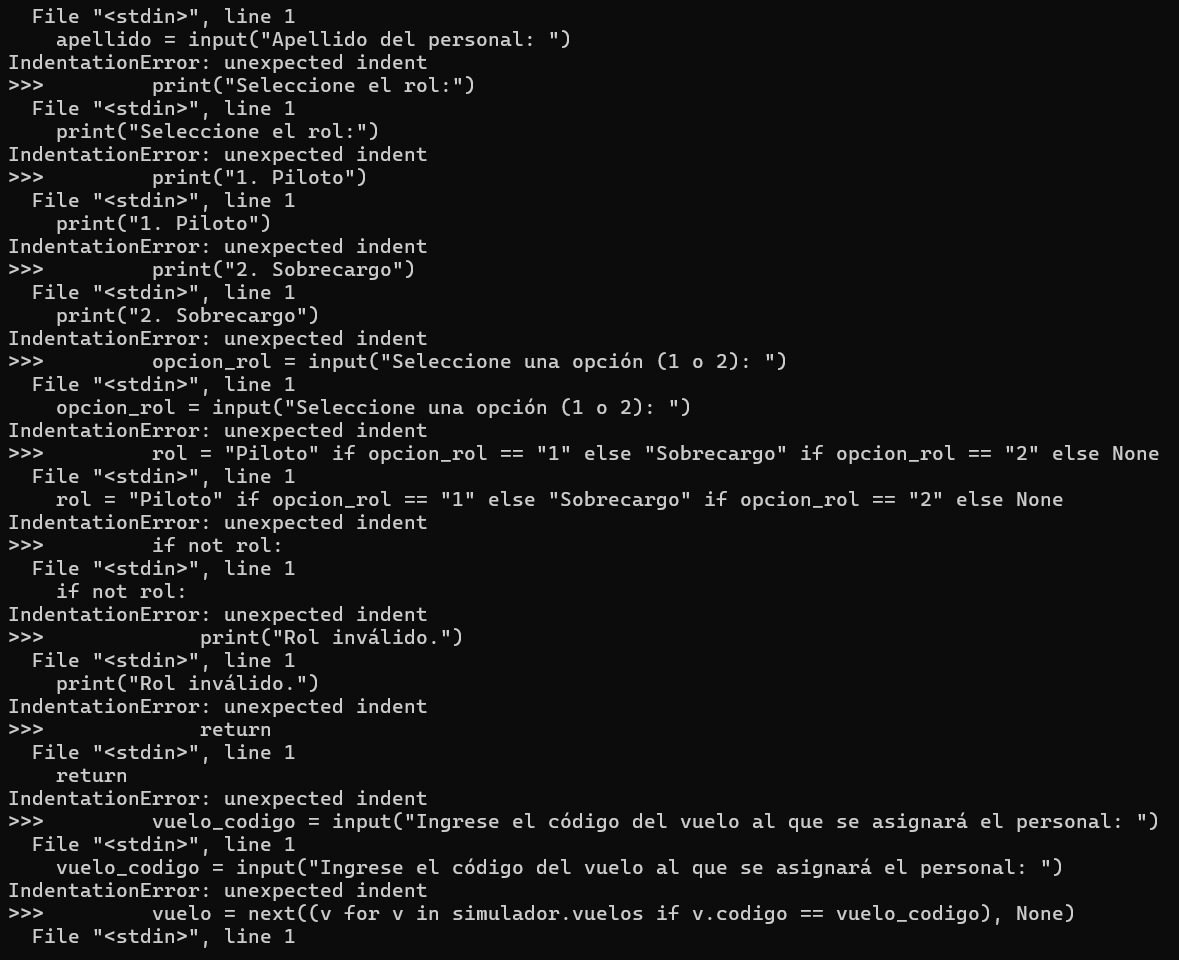 File "<stdin>", line 1
    apellido = input("Apellido del personal: ")
IndentationError: unexpected indent
>>>         print("Seleccione el rol:")
  File "<stdin>", line 1
    print("Seleccione el rol:")
IndentationError: unexpected indent
>>>         print("1. Piloto")
  File "<stdin>", line 1
    print("1. Piloto")
IndentationError: unexpected indent
>>>         print("2. Sobrecargo")
  File "<stdin>", line 1
    print("2. Sobrecargo")
IndentationError: unexpected indent
>>>         opcion_rol = input("Seleccione una opción (1 o 2): ")
  File "<stdin>", line 1
    opcion_rol = input("Seleccione una opción (1 o 2): ")
IndentationError: unexpected indent
>>>         rol = "Piloto" if opcion_rol == "1" else "Sobrecargo" if opcion_rol == "2" else None
  File "<stdin>", line 1
    rol = "Piloto" if opcion_rol == "1" else "Sobrecargo" if opcion_rol == "2" else None
IndentationError: unexpected indent
>>>         if not rol:
  File "<stdin>", line 1
    if not rol:
IndentationError: unexpected indent
>>>             print("Rol inválido.")
  File "<stdin>", line 1
    print("Rol inválido.")
IndentationError: unexpected indent
>>>             return
  File "<stdin>", line 1
    return
IndentationError: unexpected indent
>>>         vuelo_codigo = input("Ingrese el código del vuelo al que se asignará el personal: ")
  File "<stdin>", line 1
    vuelo_codigo = input("Ingrese el código del vuelo al que se asignará el personal: ")
IndentationError: unexpected indent
>>>         vuelo = next((v for v in simulador.vuelos if v.codigo == vuelo_codigo), None)
  File "<stdin>", line 1